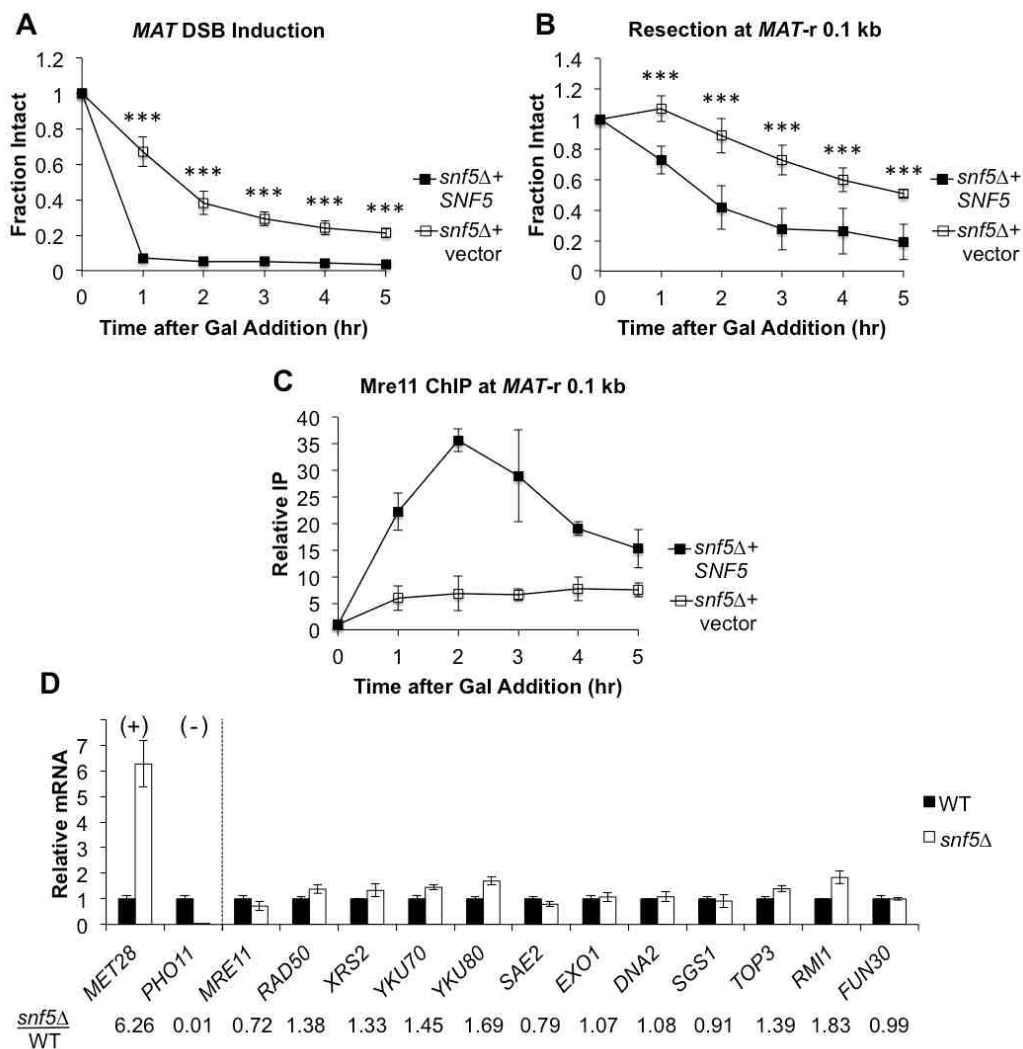 A
MAT DSB Induction
Fraction Intact
1.2
1
0.8
0.6
0.4
0.2
0
***
***
***
***
***
0 1 2 3 4 5
Time after Gal Addition (hr)
snf5Δ+
SNF5
snf5Δ+
vector
B
Resection at MAT-r 0.1 kb
Fraction Intact
1.4
1.2
1
0.8
0.6
0.4
0.2
0
***
***
***
***
***
0 1 2 3 4 5
Time after Gal Addition (hr)
snf5Δ+
SNF5
snf5Δ+
vector
C
Mre11 ChIP at MAT-r 0.1 kb
Relative IP
40
35
30
25
20
15
10
5
0
0 1 2 3 4 5
Time after Gal Addition (hr)
snf5Δ+
SNF5
snf5Δ+
vector
D
Relative mRNA
7
6
5
4
3
2
1
0
(+) (-)
WT
snf5Δ
MET28 PHO11 MRE11 RAD50 XRS2 YKU70 YKU80 SAE2 EXO1 DNA2 SGS1 TOP3 RMI1 FUN30
snf5Δ
WT
6.26 0.01 0.72 1.38 1.33 1.45 1.69 0.79 1.07 1.08 0.91 1.39 1.83 0.99